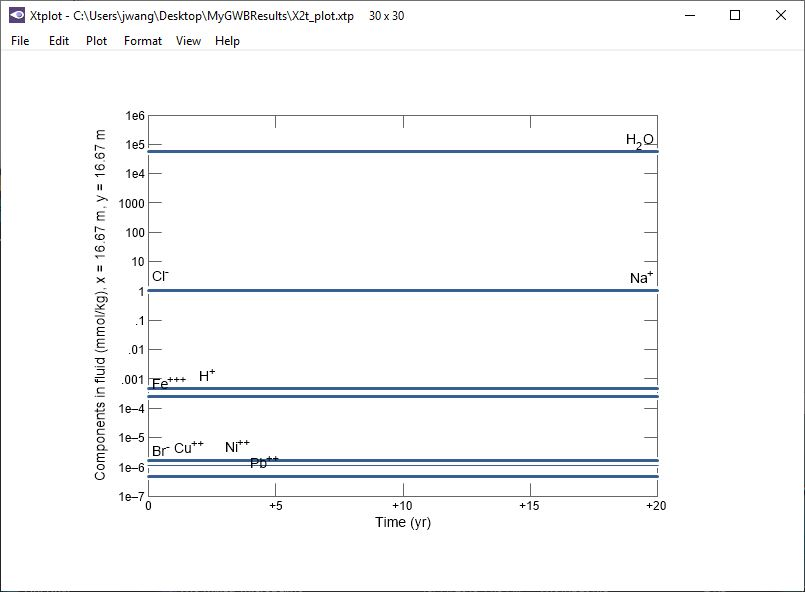 Xtplot - C:\Users\jwang\Desktop\MyGWBResults\X2t_plot.xtp 30 x 30
File Edit Plot Format View Help
Components in fluid (mmol/kg), x = 16.67 m, y = 16.67 m
1e6
1e5
1e4
1000
100
10
1
.1
.01
.001
1e–4
1e–5
1e–6
1e–7
H₂O
Cl⁻
Na⁺
Fe⁺⁺⁺
H⁺
Br⁻ Cu⁺⁺
Ni⁺⁺
Pb⁺⁺
0 +5 +10 +15 +20
Time (yr)